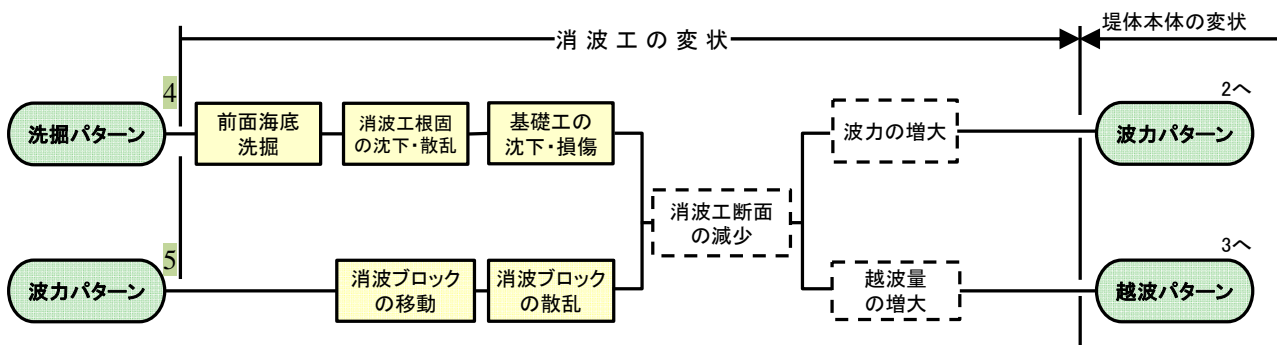 消波工の変状
堤体本体の変状
4
洗掘パターン
前面海底
洗掘
消波工根固
の沈下・散乱
基礎工の
沈下・損傷
波力の増大
2へ
波力パターン
消波工断面
の減少
5
波力パターン
消波ブロック
の移動
消波ブロック
の散乱
越波量
の増大
3へ
越波パターン